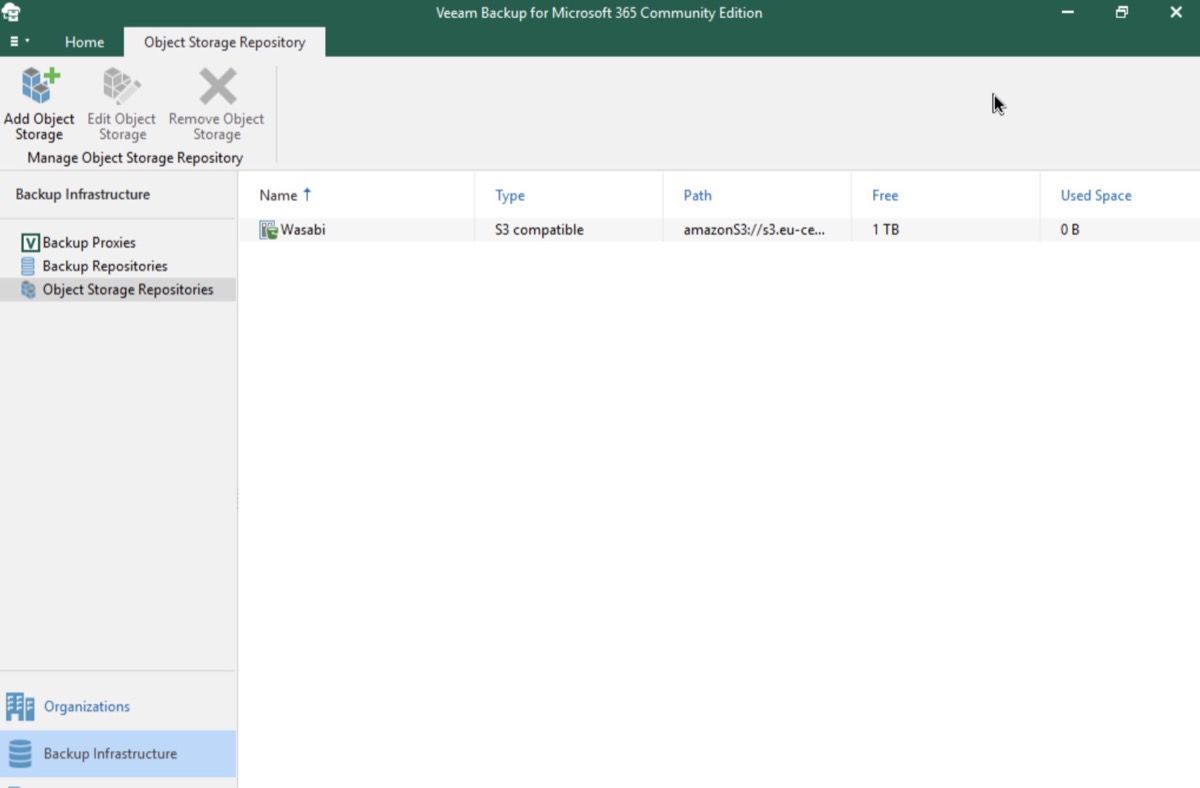 Veeam Backup for Microsoft 365 Community Edition
Home
Object Storage Repository
Add Object
Storage
Edit Object
Storage
Remove Object
Storage
Manage Object Storage Repository
Backup Infrastructure
Backup Proxies
Backup Repositories
Object Storage Repositories
Name
Type
Path
Free
Used Space
Wasabi
S3 compatible
amazonS3://s3.eu-ce...
1 TB
0 B
Organizations
Backup Infrastructure